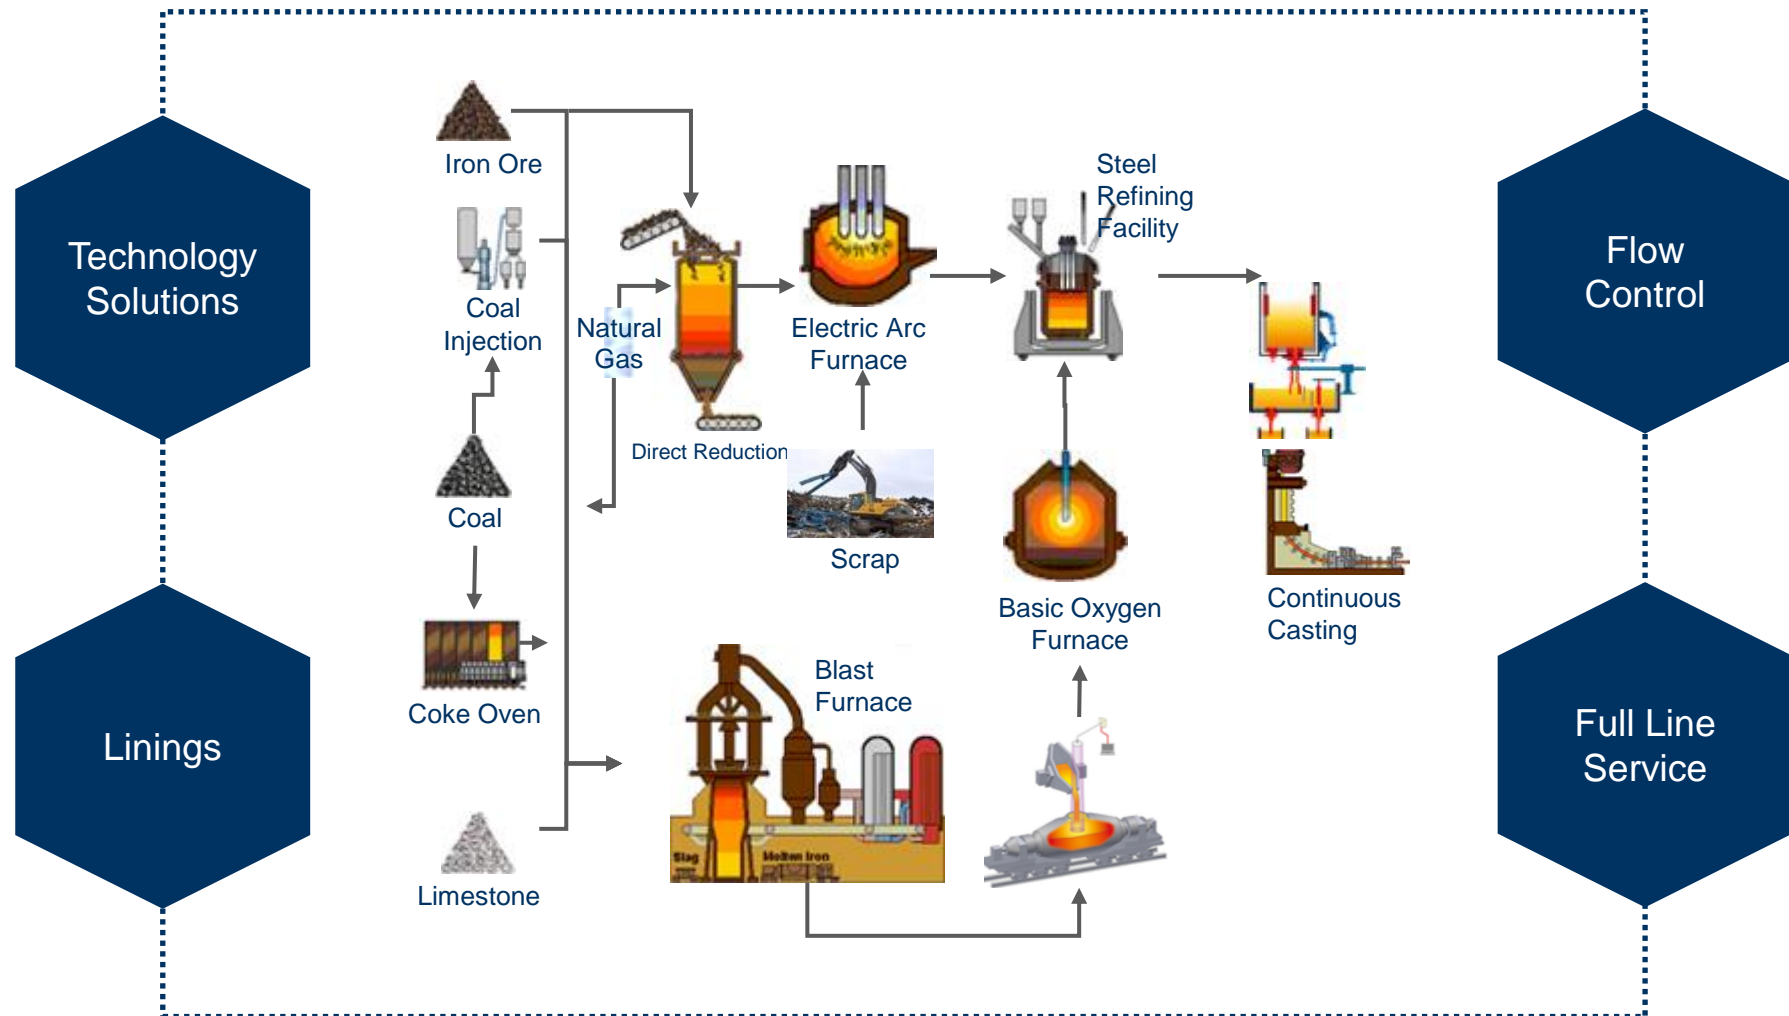 Technology
Solutions
Linings
Iron Ore
Coal
Injection
Coal
Coke Oven
Limestone
Natural
Gas
Direct Reduction
Electric Arc
Furnace
Scrap
Steel
Refining
Facility
Basic Oxygen
Furnace
Blast
Furnace
Slag
Molten Iron
Continuous
Casting
Flow
Control
Full Line
Service